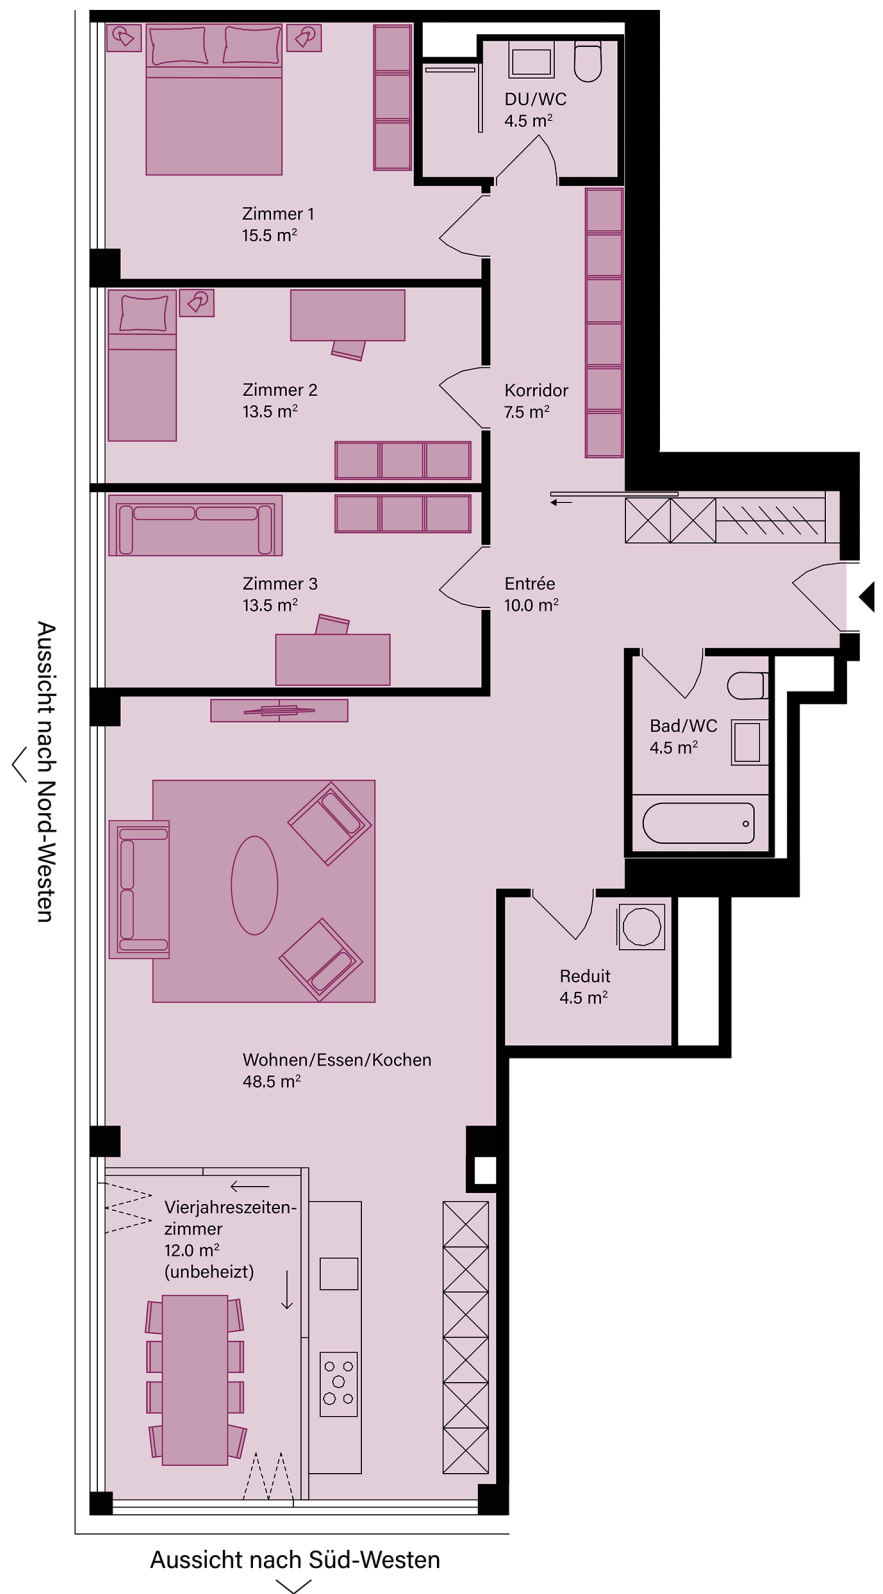 DU/WC
4.5 m²
Zimmer 1
15.5 m²
Zimmer 2
13.5 m²
Korridor
7.5 m²
Zimmer 3
13.5 m²
Entrée
10.0 m²
Aussicht nach Nord-Westen
Bad/WC
4.5 m²
Reduit
4.5 m²
Wohnen/Essen/Kochen
48.5 m²
Vierjahreszeiten-
zimmer
12.0 m²
(unbeheizt)
Aussicht nach Süd-Westen